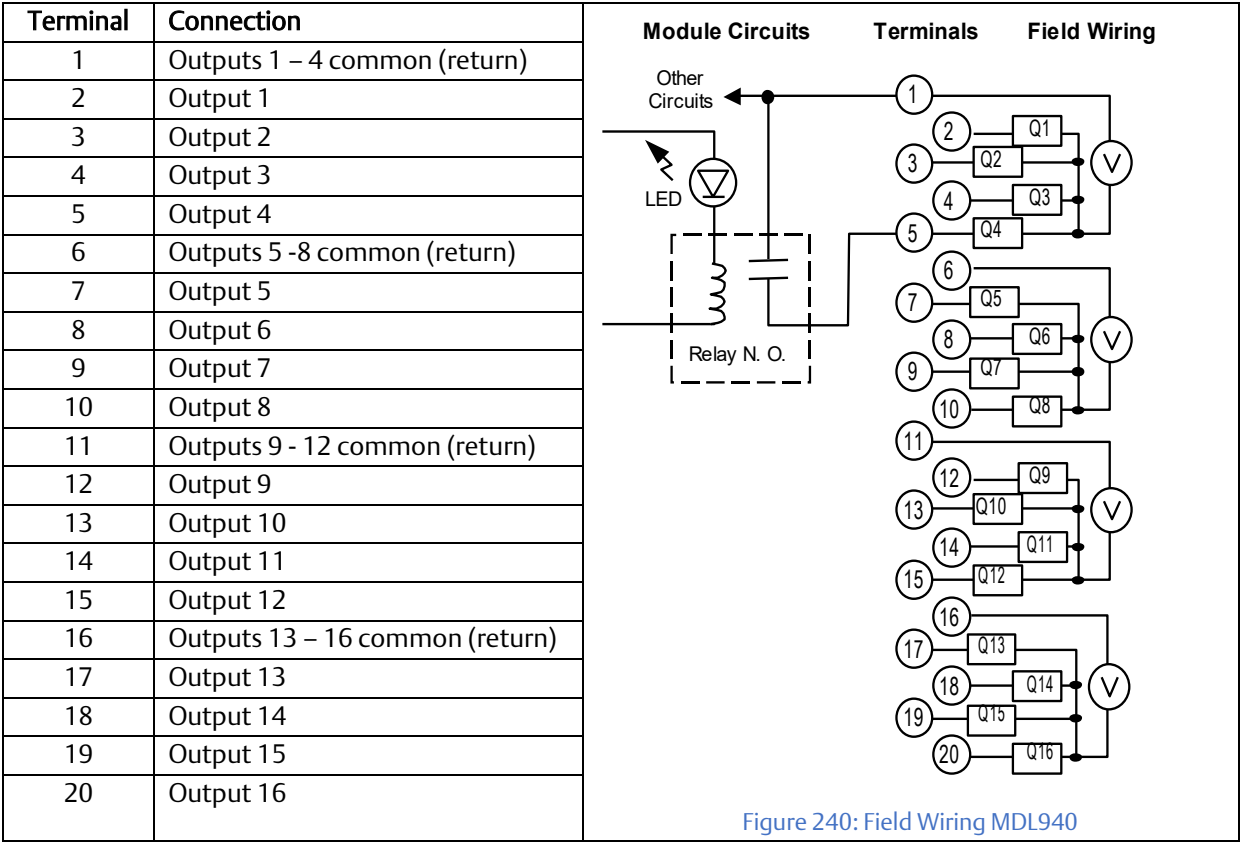 Terminal Connection
1 Outputs 1 – 4 common (return)
2 Output 1
3 Output 2
4 Output 3
5 Output 4
6 Outputs 5 -8 common (return)
7 Output 5
8 Output 6
9 Output 7
10 Output 8
11 Outputs 9 - 12 common (return)
12 Output 9
13 Output 10
14 Output 11
15 Output 12
16 Outputs 13 – 16 common (return)
17 Output 13
18 Output 14
19 Output 15
20 Output 16
Module Circuits Terminals Field Wiring
Other
Circuits
LED
Relay N. O.
1
2 Q1
3 Q2
V
4 Q3
5 Q4
6
7 Q5
8 Q6
V
9 Q7
10 Q8
11
12 Q9
13 Q10
V
14 Q11
15 Q12
16
17 Q13
18 Q14
V
19 Q15
20 Q16
Figure 240: Field Wiring MDL940